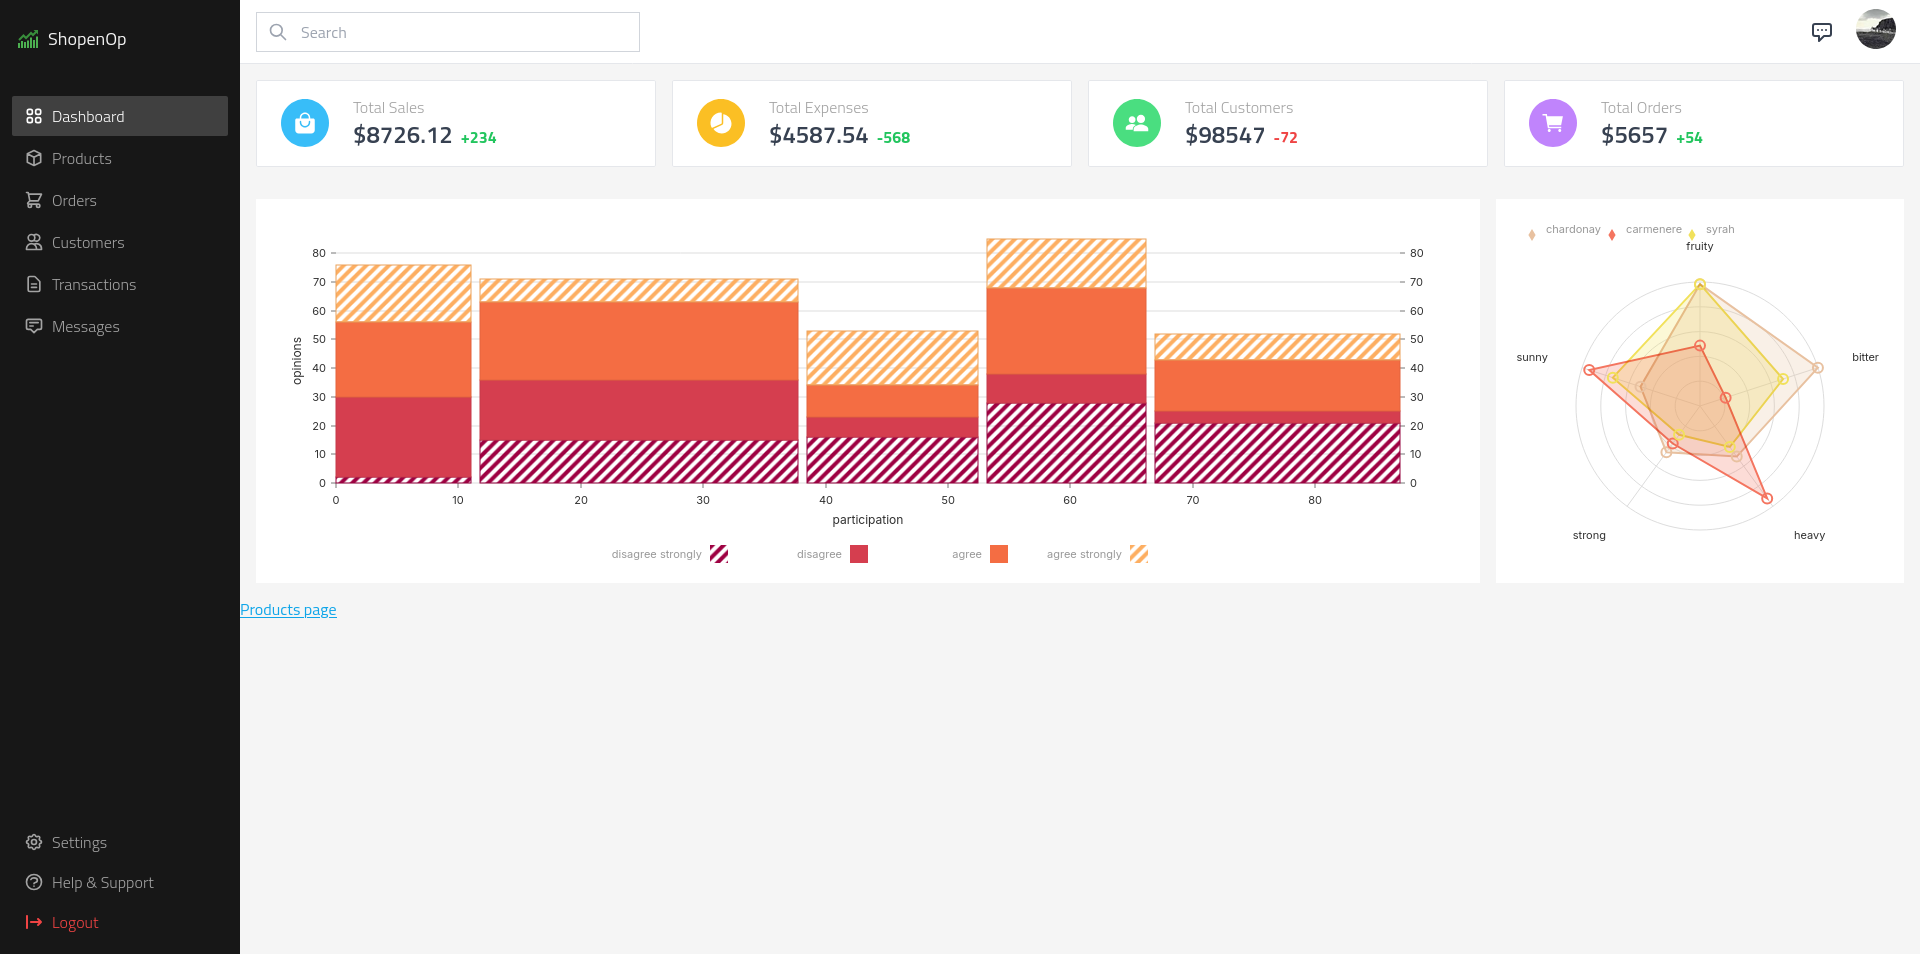 ShopenOp
Dashboard
Products
Orders
Customers
Transactions
Messages
Settings
Help & Support
Logout
Search
Total Sales
$8726.12 +234
Total Expenses
$4587.54 -568
Total Customers
$98547 -72
Total Orders
$5657 +54
opinions
80
70
60
50
40
30
20
10
0
80
70
60
50
40
30
20
10
0
0 10 20 30 40 50 60 70 80
participation
disagree strongly disagree agree agree strongly
chardonay carmenere syrah
fruity
sunny bitter
strong heavy
Products page